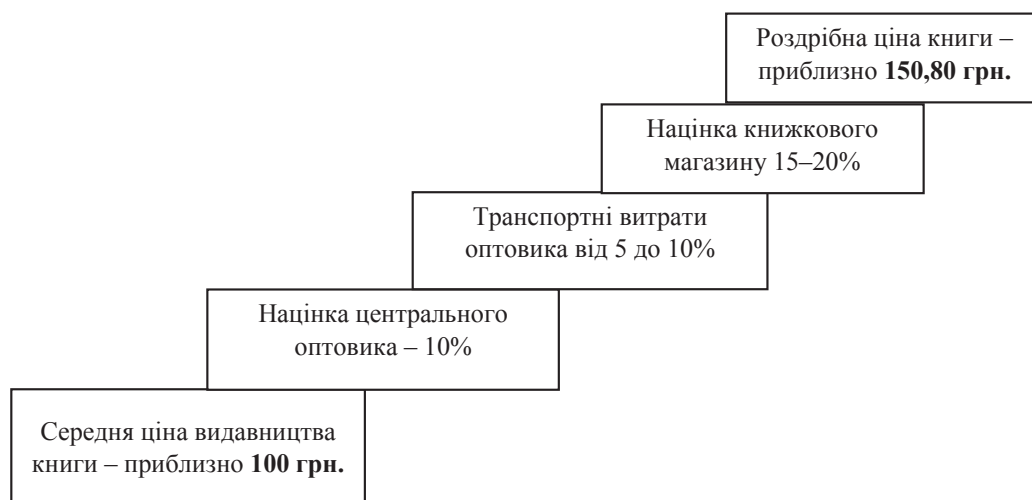 Роздрібна ціна книги –
приблизно 150,80 грн.
Націнка книжкового
магазину 15–20%
Транспортні витрати
оптовика від 5 до 10%
Націнка центрального
оптовика – 10%
Середня ціна видавництва
книги – приблизно 100 грн.